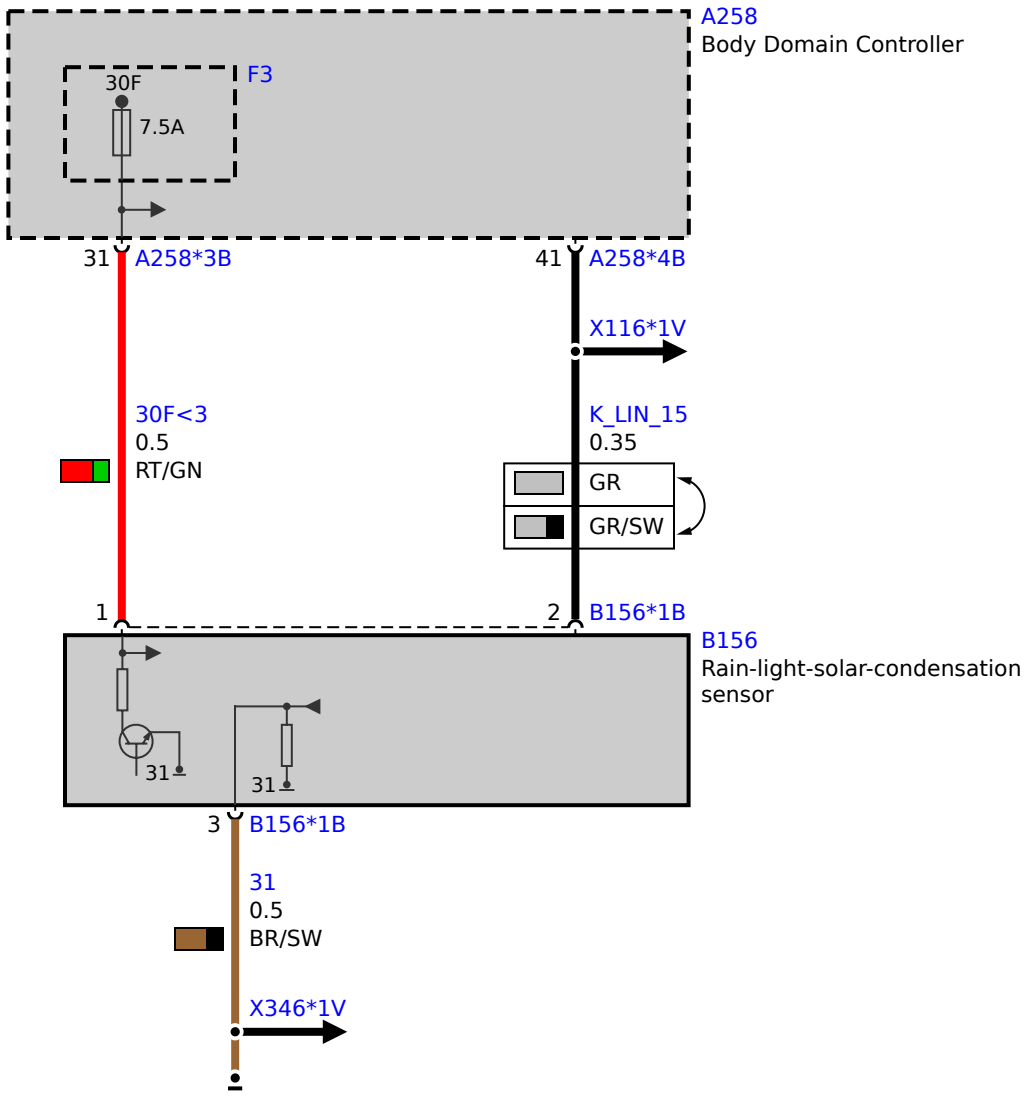 A258
Body Domain Controller
F3
30F
7.5A
31
A258*3B
41
A258*4B
X116*1V
30F<3
0.5
RT/GN
K_LIN_15
0.35
GR
GR/SW
1
2
B156*1B
B156
Rain-light-solar-condensation
sensor
31
31
3
B156*1B
31
0.5
BR/SW
X346*1V